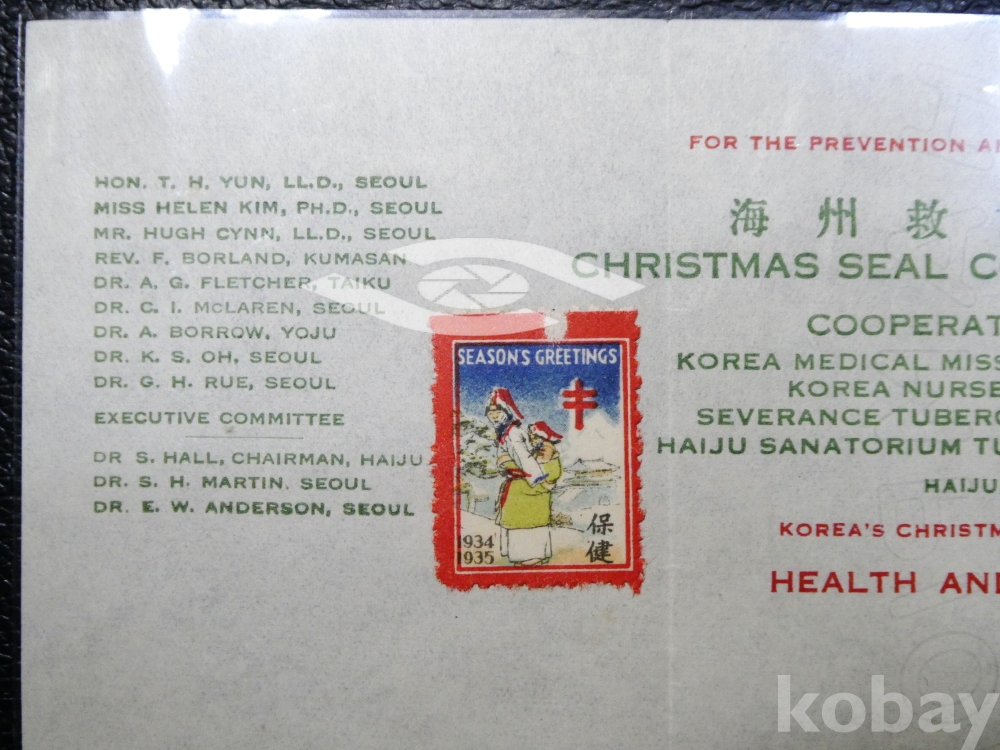 HON. T. H. YUN, LL.D., SEOUL
MISS HELEN KIM, PH.D., SEOUL
MR. HUGH CYNN, LL.D., SEOUL
REV. F. BORLAND, KUMASAN
DR. A. G. FLETCHER, TAIKU
DR. C. I. McLAREN, SEOUL
DR. A. BORROW, YOJU
DR. K. S. OH, SEOUL
DR. G. H. RUE, SEOUL
EXECUTIVE COMMITTEE
DR S. HALL, CHAIRMAN, HAIJU
DR. S. H. MARTIN, SEOUL
DR. E. W. ANDERSON, SEOUL
SEASON'S GREETINGS
1934
1935
保健
FOR THE PREVENTION A
海州救
CHRISTMAS SEAL C
COOPERAT
KOREA MEDICAL MISS
KOREA NURSE
SEVERANCE TUBERC
HAIJU SANATORIUM TU
HAIJU
KOREA'S CHRISTM
HEALTH AN
kobay